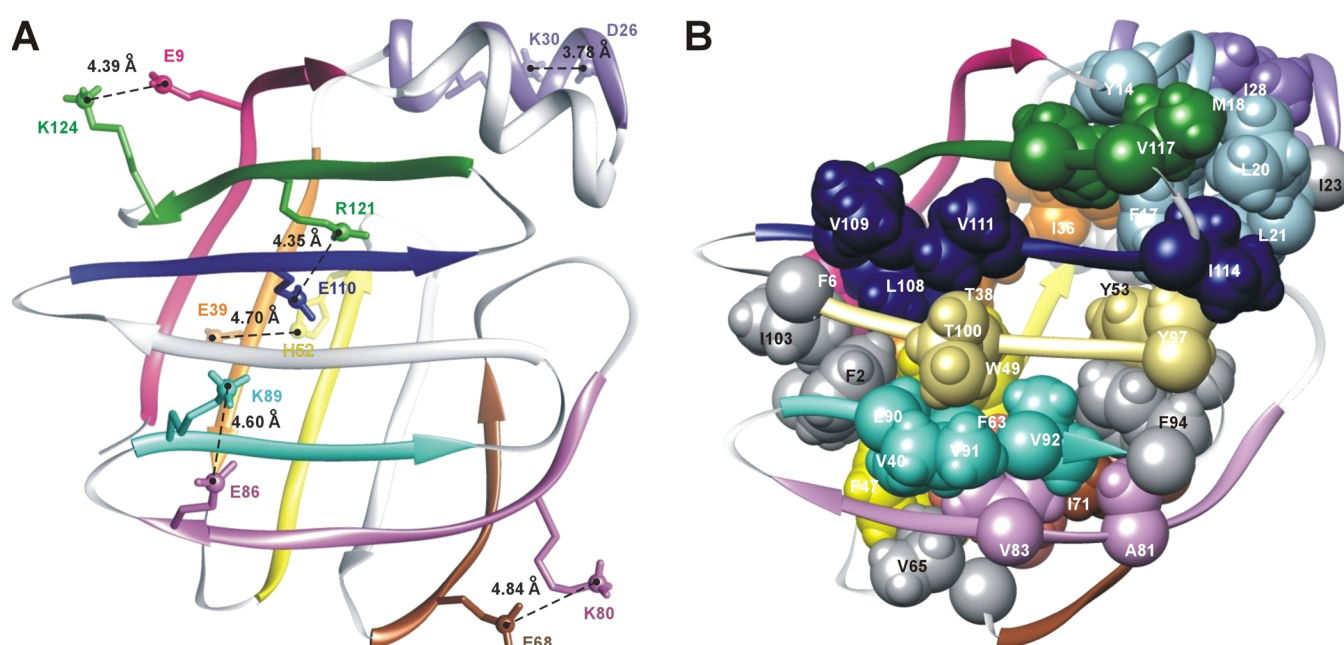 A
K30
D26
3.78 Å
E9
4.39 Å
K124
R121
4.35 Å
E110
E39
4.70 Å
H52
K89
4.60 Å
E86
4.84 Å
K80
E68
B
Y14
I28
M18
V117
L20
I23
F17
V109
V111
I36
L21
F6
L108
I114
T38
Y53
I103
T100
Y97
W49
F2
L90
F63
F94
V92
V40
V91
F47
I71
V83
A81
V65